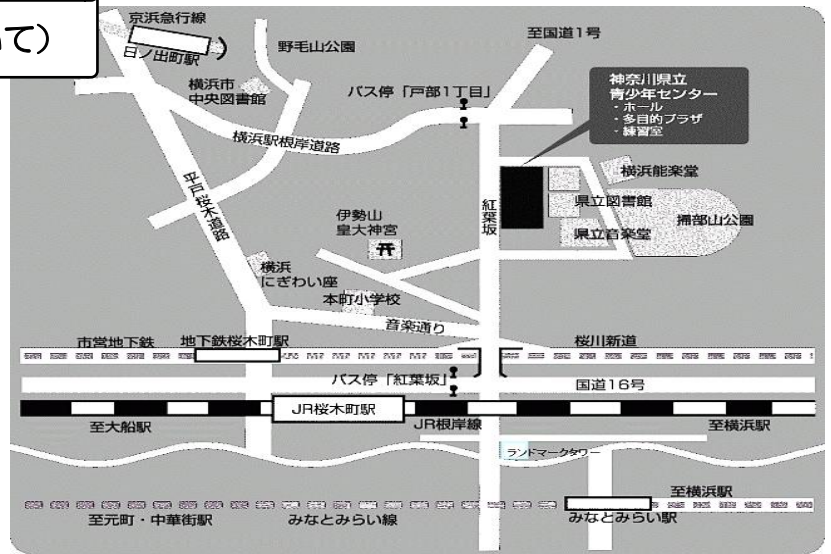 いて）
京浜急行線
日ノ出町駅
野毛山公園
至国道1号
横浜市
中央図書館
バス停「戸部1丁目」
神奈川県立
青少年センター
・ホール
・多目的プラザ
・練習室
横浜駅根岸道路
横浜能楽堂
平戸桜木道路
紅葉坂
県立図書館
掃部山公園
伊勢山
皇大神宮
県立音楽堂
横浜
にぎわい座
本町小学校
音楽通り
市営地下鉄
地下鉄桜木町駅
桜川新道
バス停「紅葉坂」
国道16号
JR桜木町駅
至大船駅
JR根岸線
至横浜駅
ランドマークタワー
至横浜駅
至元町・中華街駅
みなとみらい線
みなとみらい駅